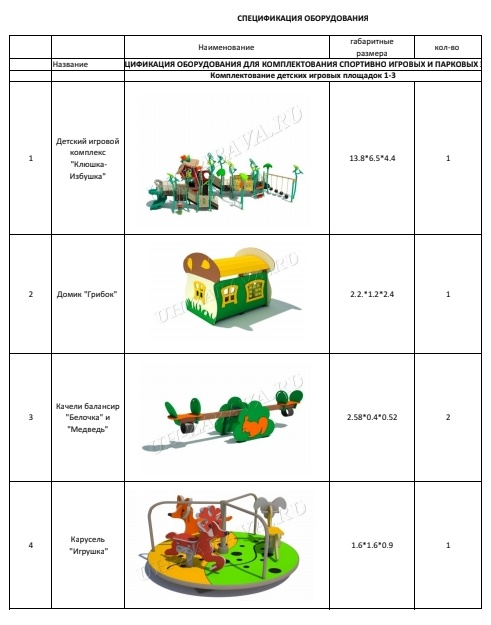 СПЕЦИФИКАЦИЯ ОБОРУДОВАНИЯ
Наименование
габаритные
размера
кол-во
Название
ЦИФИКАЦИЯ ОБОРУДОВАНИЯ ДЛЯ КОМПЛЕКТОВАНИЯ СПОРТИВНО ИГРОВЫХ И ПАРКОВЫХ
Комплектование детских игровых площадок 1-3
1
Детский игровой
комплекс
"Клюшка-
Избушка"
13.8*6.5*4.4
1
2
Домик "Грибок"
2.2.*1.2*2.4
1
3
Качели балансир
"Белочка" и
"Медведь"
2.58*0.4*0.52
2
4
Карусель
"Игрушка"
1.6*1.6*0.9
1